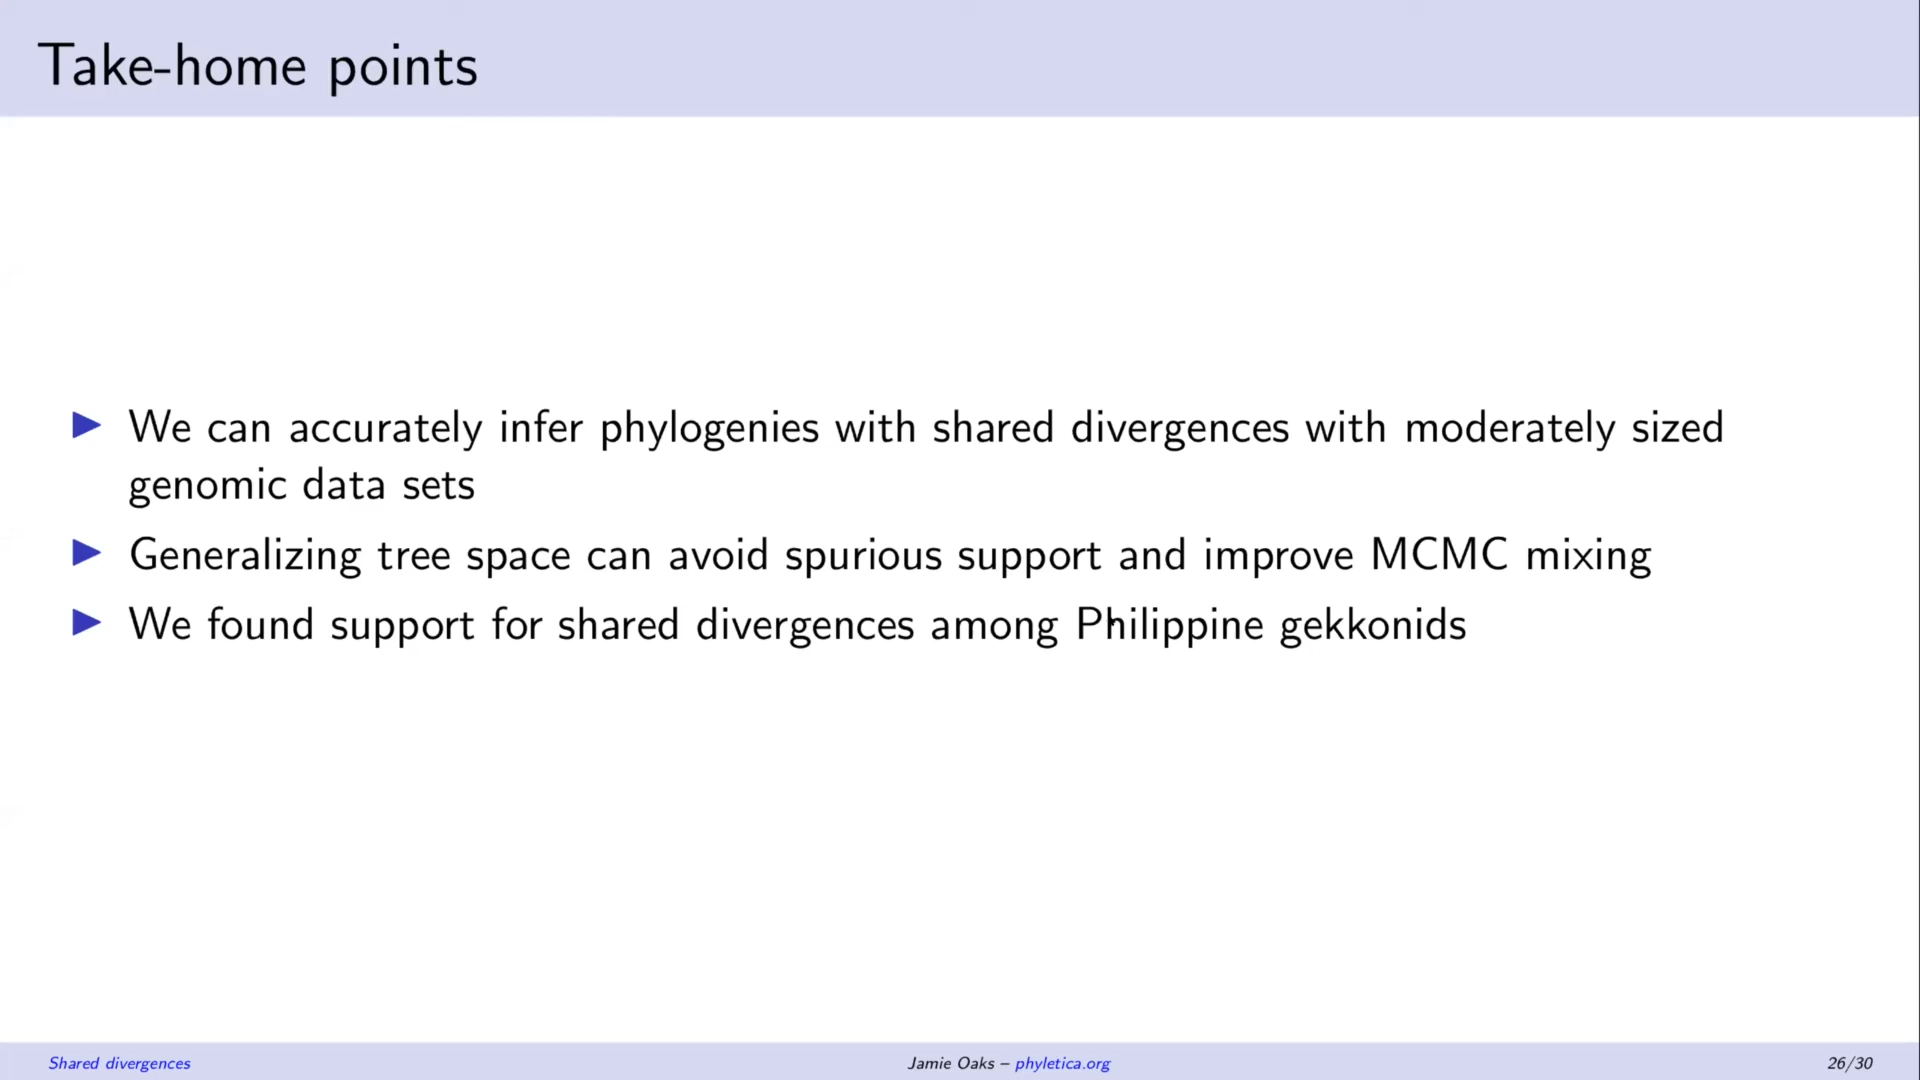 Take-home points
We can accurately infer phylogenies with shared divergences with moderately sized
genomic data sets
Generalizing tree space can avoid spurious support and improve MCMC mixing
We found support for shared divergences among Philippine gekkonids
Shared divergences
Jamie Oaks – phyletica.org
26/30